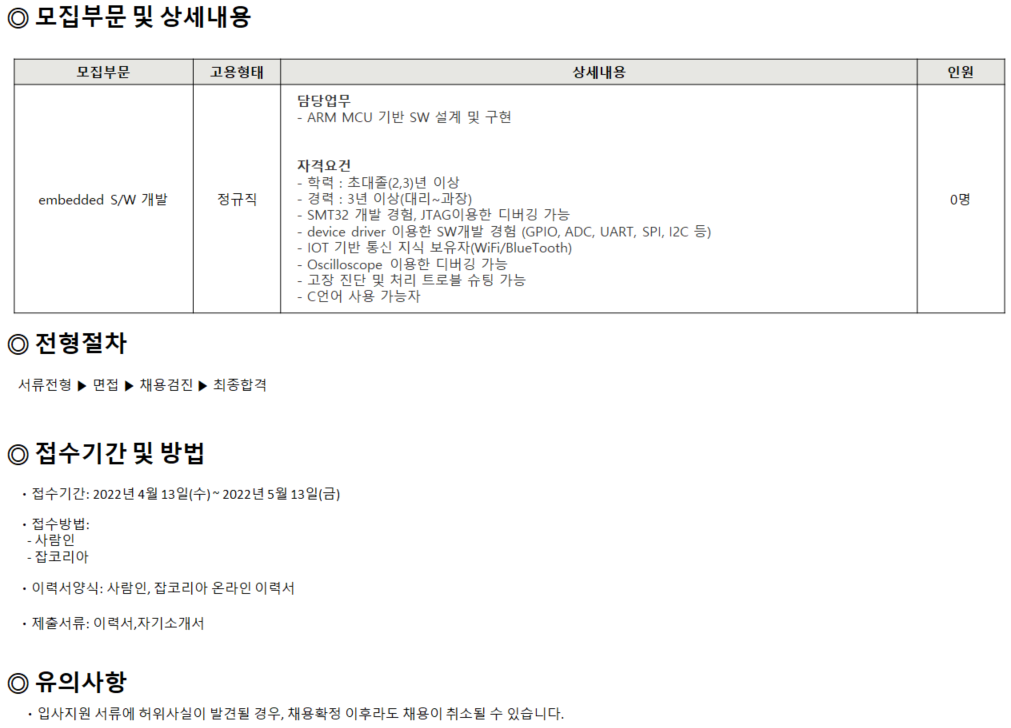 ◎ 모집부문 및 상세내용
모집부문 고용형태 상세내용 인원
embedded S/W 개발
정규직
담당업무
- ARM MCU 기반 SW 설계 및 구현
자격요건
- 학력 : 초대졸(2,3)년 이상
- 경력 : 3년 이상(대리~과장)
- SMT32 개발 경험, JTAG이용한 디버깅 가능
- device driver 이용한 SW개발 경험 (GPIO, ADC, UART, SPI, I2C 등)
- IOT 기반 통신 지식 보유자(WiFi/BlueTooth)
- Oscilloscope 이용한 디버깅 가능
- 고장 진단 및 처리 트로블 슈팅 가능
- C언어 사용 가능자
0명
◎ 전형절차
서류전형 ▶ 면접 ▶ 채용검진 ▶ 최종합격
◎ 접수기간 및 방법
· 접수기간: 2022년 4월 13일(수) ~ 2022년 5월 13일(금)
· 접수방법:
- 사람인
- 잡코리아
· 이력서양식: 사람인, 잡코리아 온라인 이력서
· 제출서류: 이력서,자기소개서
◎ 유의사항
· 입사지원 서류에 허위사실이 발견될 경우, 채용확정 이후라도 채용이 취소될 수 있습니다.